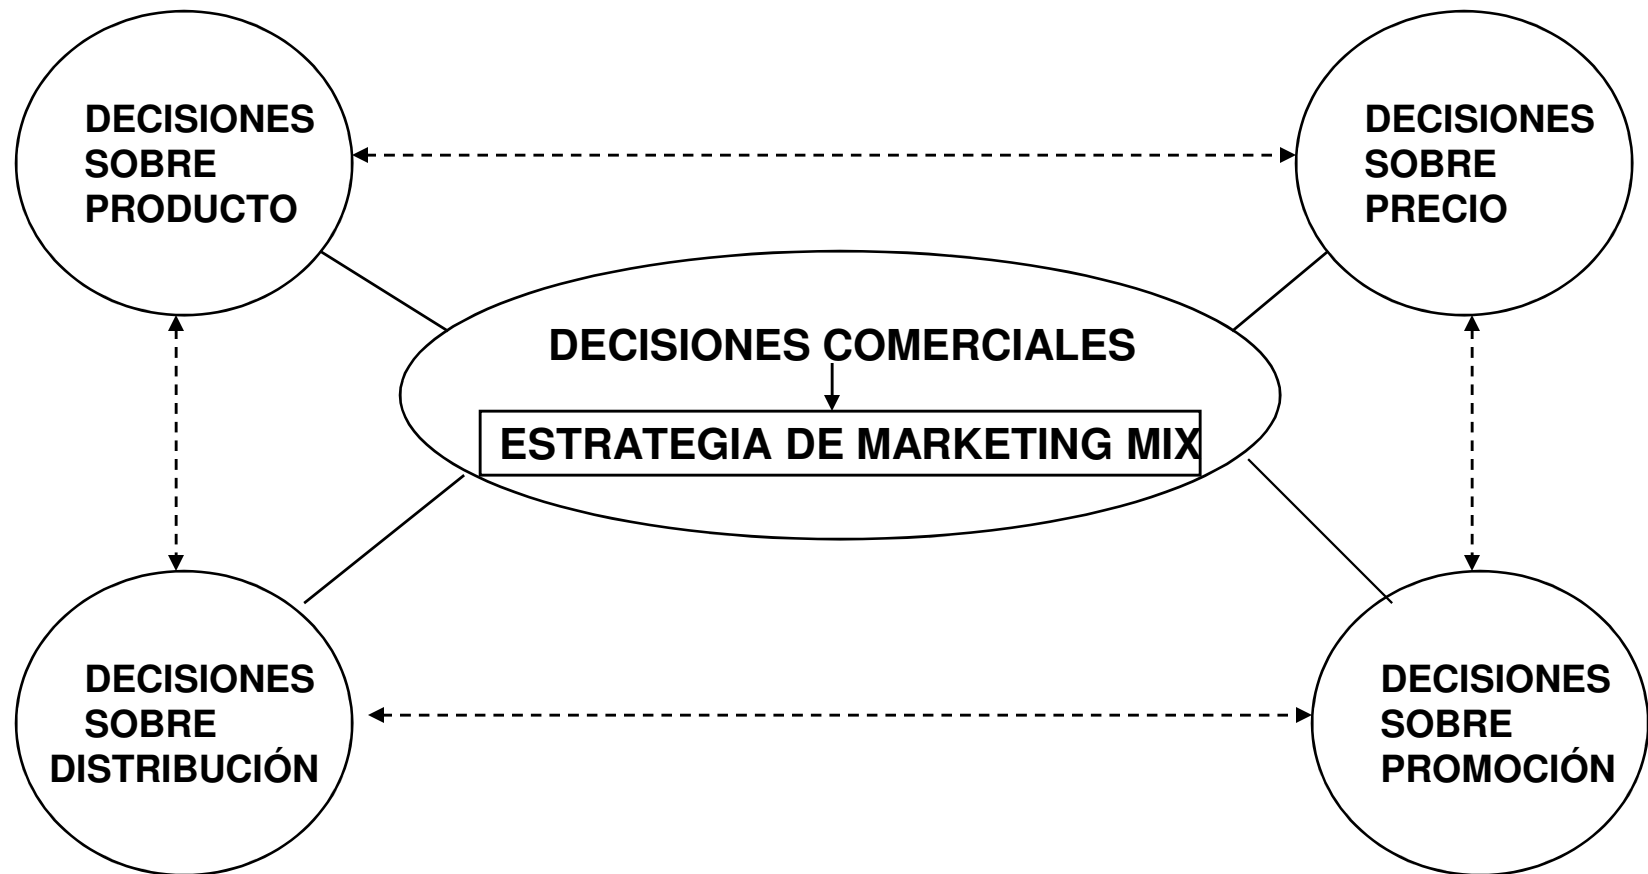 DECISIONES
SOBRE
PRODUCTO
DECISIONES
SOBRE
PRECIO
DECISIONES COMERCIALES
ESTRATEGIA DE MARKETING MIX
DECISIONES
SOBRE
DISTRIBUCIÓN
DECISIONES
SOBRE
PROMOCIÓN